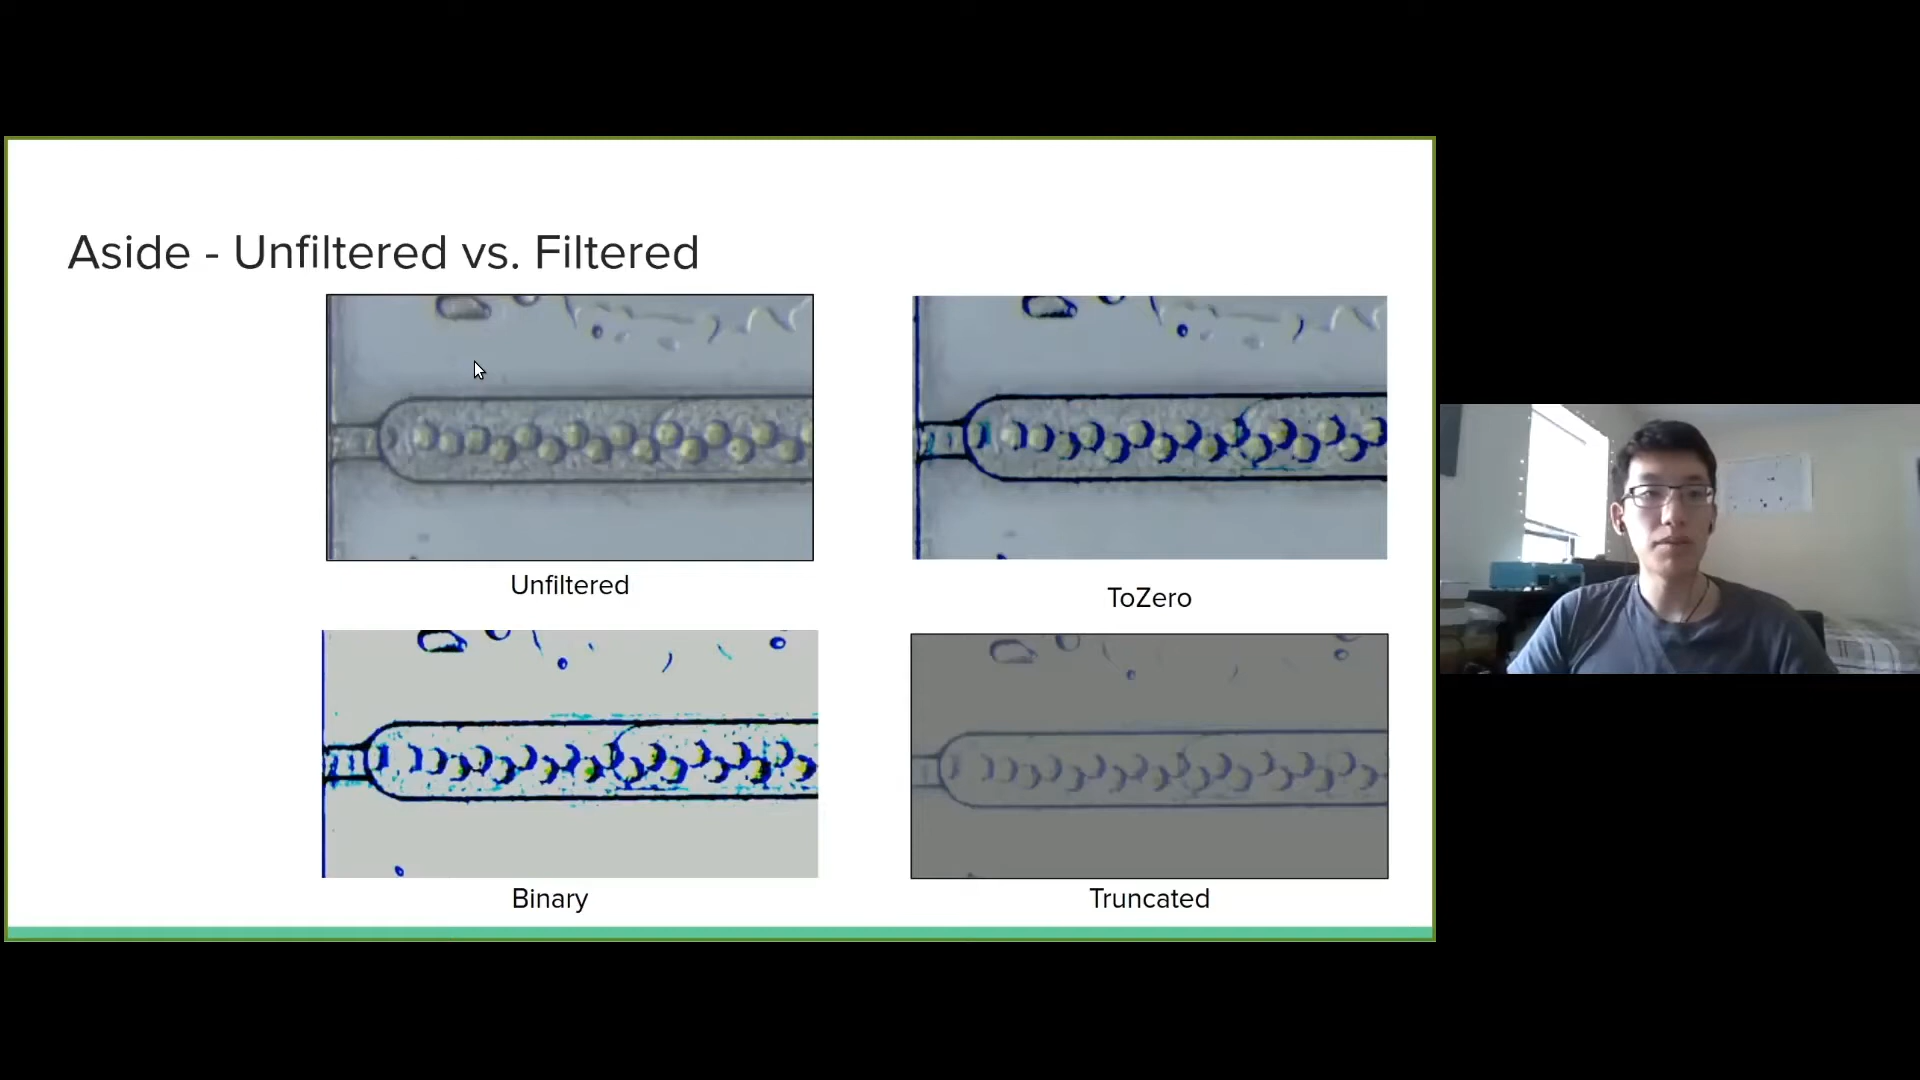 Aside - Unfiltered vs. Filtered
Unfiltered
ToZero
Binary
Truncated